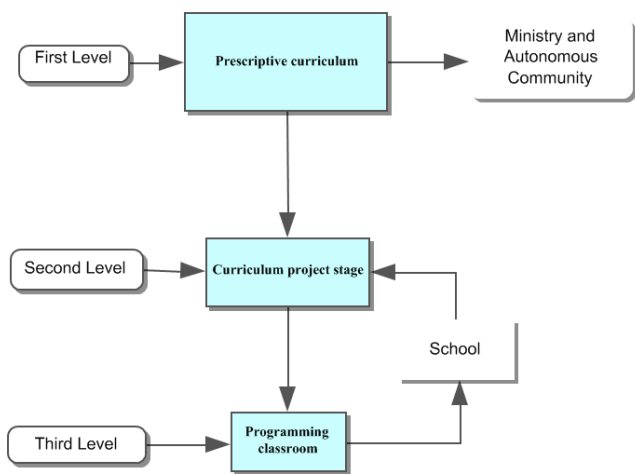 First Level
Prescriptive curriculum
Ministry and
Autonomous
Community
Second Level
Curriculum project stage
School
Third Level
Programming
classroom